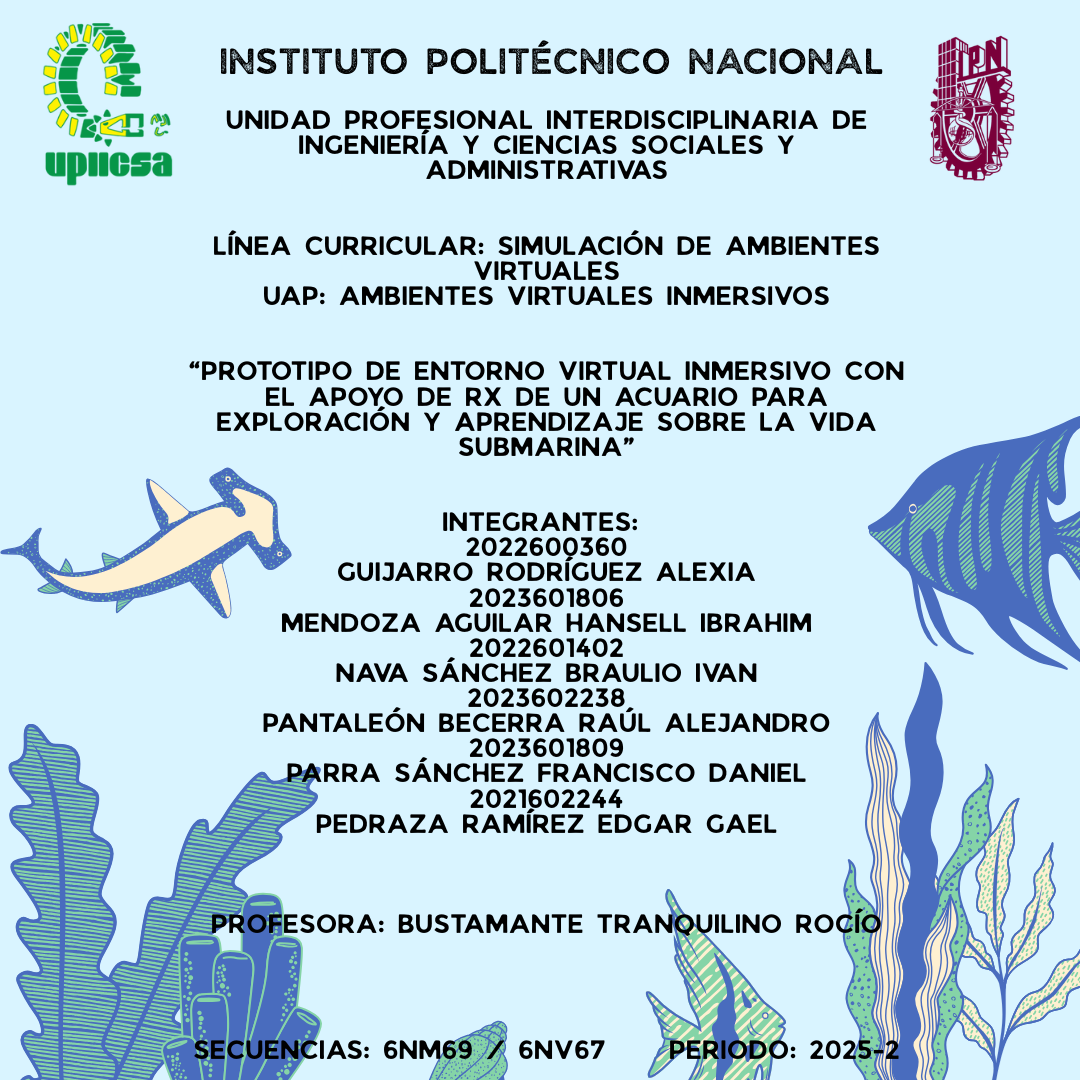 INSTITUTO POLITÉCNICO NACIONAL
UNIDAD PROFESIONAL INTERDISCIPLINARIA DE
INGENIERÍA Y CIENCIAS SOCIALES Y
ADMINISTRATIVAS
upiicsa
IPN
LÍNEA CURRICULAR: SIMULACIÓN DE AMBIENTES
VIRTUALES
UAP: AMBIENTES VIRTUALES INMERSIVOS
“PROTOTIPO DE ENTORNO VIRTUAL INMERSIVO CON
EL APOYO DE RX DE UN ACUARIO PARA
EXPLORACIÓN Y APRENDIZAJE SOBRE LA VIDA
SUBMARINA”
INTEGRANTES:
2022600360
GUIJARRO RODRÍGUEZ ALEXIA
2023601806
MENDOZA AGUILAR HANSELL IBRAHIM
2022601402
NAVA SÁNCHEZ BRAULIO IVAN
2023602238
PANTALEÓN BECERRA RAÚL ALEJANDRO
2023601809
PARRA SÁNCHEZ FRANCISCO DANIEL
2021602244
PEDRAZA RAMÍREZ EDGAR GAEL
PROFESORA: BUSTAMANTE TRANQUILINO ROCÍO
SECUENCIAS: 6NM69 / 6NV67 PERIODO: 2025-2